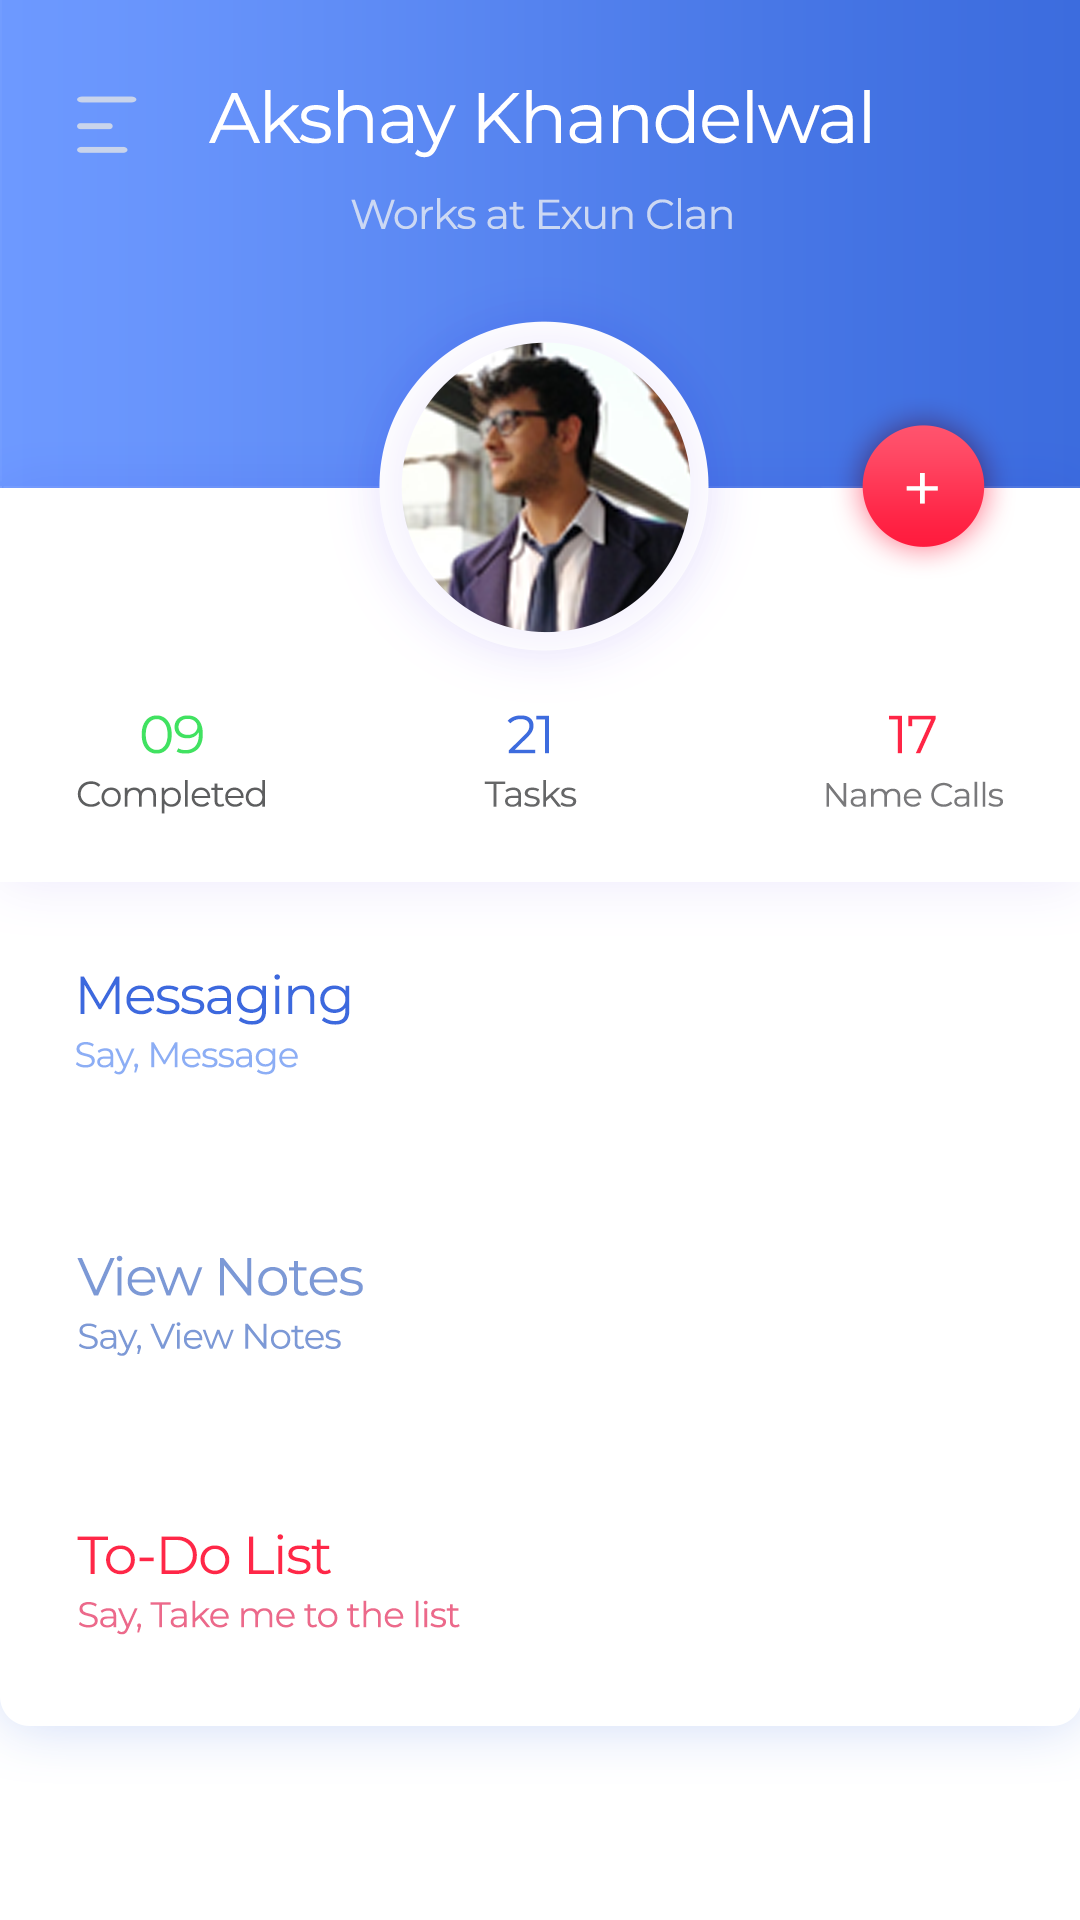 Akshay Khandelwal
Works at Exun Clan
+
09
Completed
21
Tasks
17
Name Calls
Messaging
Say, Message
View Notes
Say, View Notes
To-Do List
Say, Take me to the list